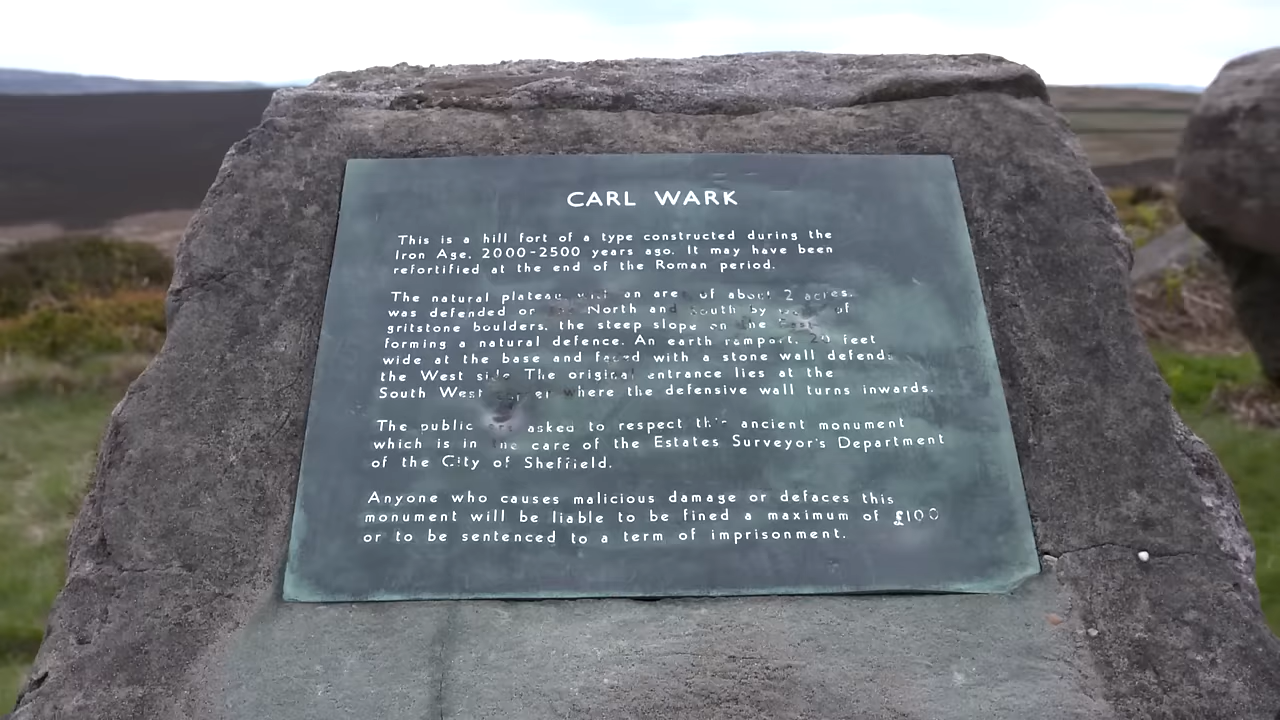 CARL WARK
This is a hill fort of a type constructed during the
Iron Age. 2000-2500 years ago. It may have been
refortified at the end of the Roman period.
The natural plateau with an area of about 2 acres.
was defended on North and South by of
gritstone boulders. the steep slope on the East
forming a natural defence. An earth rampart. feet
wide at the base and faced with a stone wall defends
the West side. The original entrance lies at the
South West corner where the defensive wall turns inwards.
The public are asked to respect this ancient monument
which is in the care of the Estates Surveyor's Department
of the City of Sheffield.
Anyone who causes malicious damage or defaces this
monument will be liable to be fined a maximum of £100
or to be sentenced to a term of imprisonment.